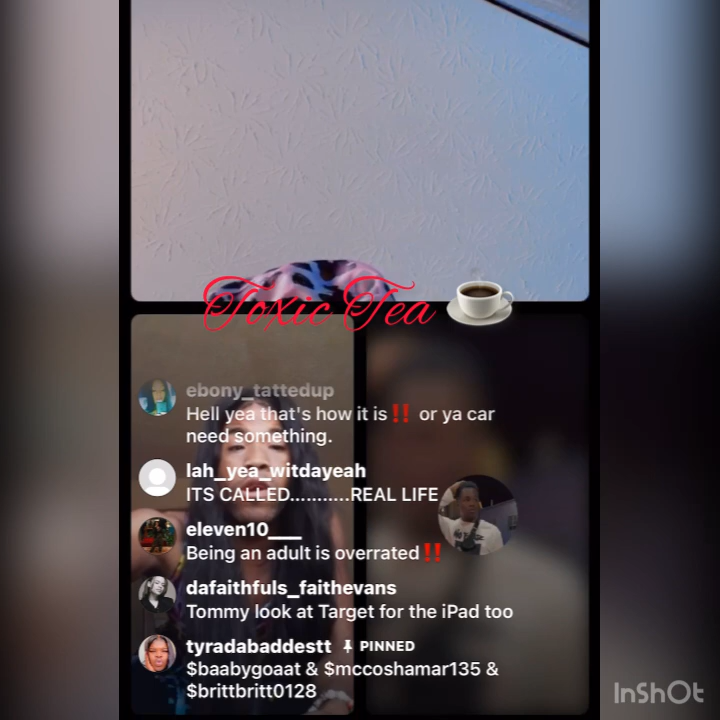 Toxic Tea
ebony_tattedup
Hell yea that's how it is‼️ or ya car
need something.
lah_yea_witdayeah
ITS CALLED...........REAL LIFE
eleven10___
Being an adult is overrated‼️
dafaithfuls_faithevans
Tommy look at Target for the iPad too
tyradabaddestt PINNED
$baabygoaat & $mccoshamar135 &
$brittbritt0128
InShOt